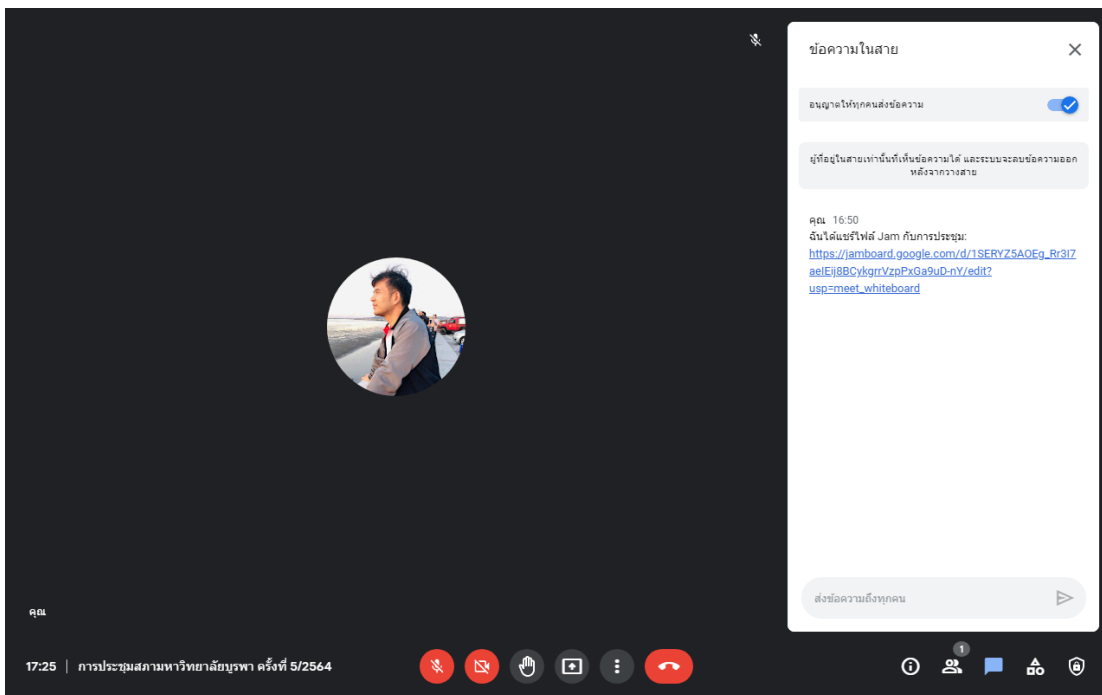 ข้อความในสาย
อนุญาตให้ทุกคนส่งข้อความ
ผู้ที่อยู่ในสายเท่านั้นที่เห็นข้อความได้ และระบบจะลบข้อความออก
หลังจากวางสาย
คุณ 16:50
ฉันได้แชร์ไฟล์ Jam กับการประชุม:
https://jamboard.google.com/d/1SERYZ5AOEg_Rr3I7
aeIEij8BCykgrrVzpPxGa9uD-nY/edit?
usp=meet_whiteboard
ส่งข้อความถึงทุกคน
คุณ
17:25 | การประชุมสภามหาวิทยาลัยบูรพา ครั้งที่ 5/2564
1